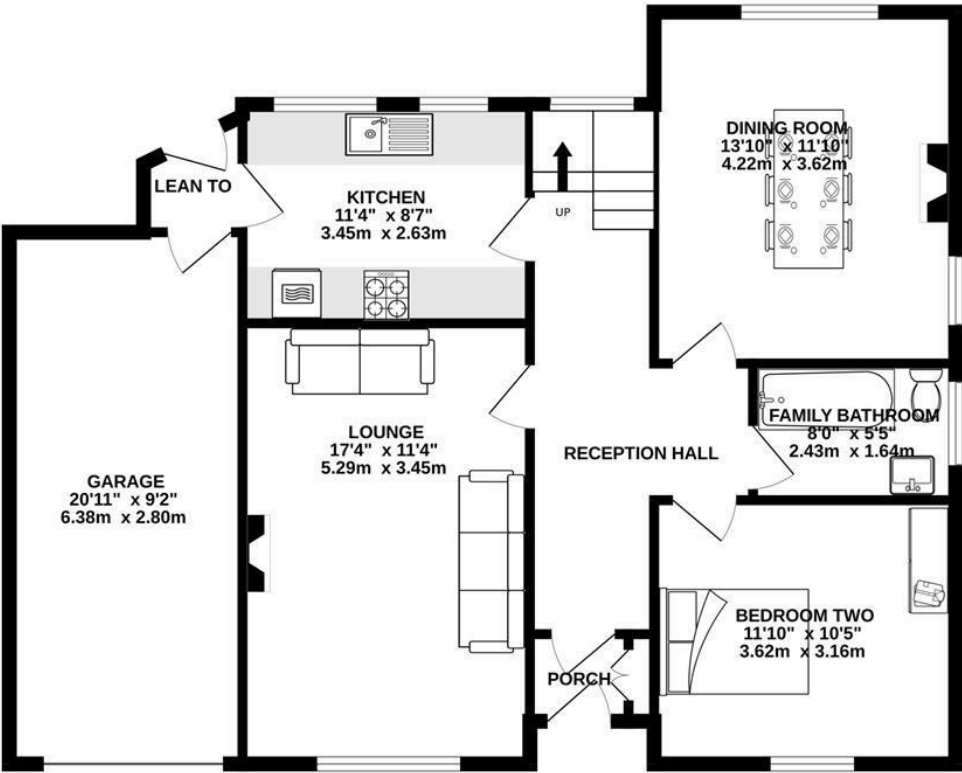 DINING ROOM
13'10" x 11'10"
4.22m x 3.62m
LEAN TO
KITCHEN
11'4" x 8'7"
3.45m x 2.63m
UP
FAMILY BATHROOM
8'0" x 5'5"
2.43m x 1.64m
LOUNGE
17'4" x 11'4"
5.29m x 3.45m
RECEPTION HALL
GARAGE
20'11" x 9'2"
6.38m x 2.80m
BEDROOM TWO
11'10" x 10'5"
3.62m x 3.16m
PORCH